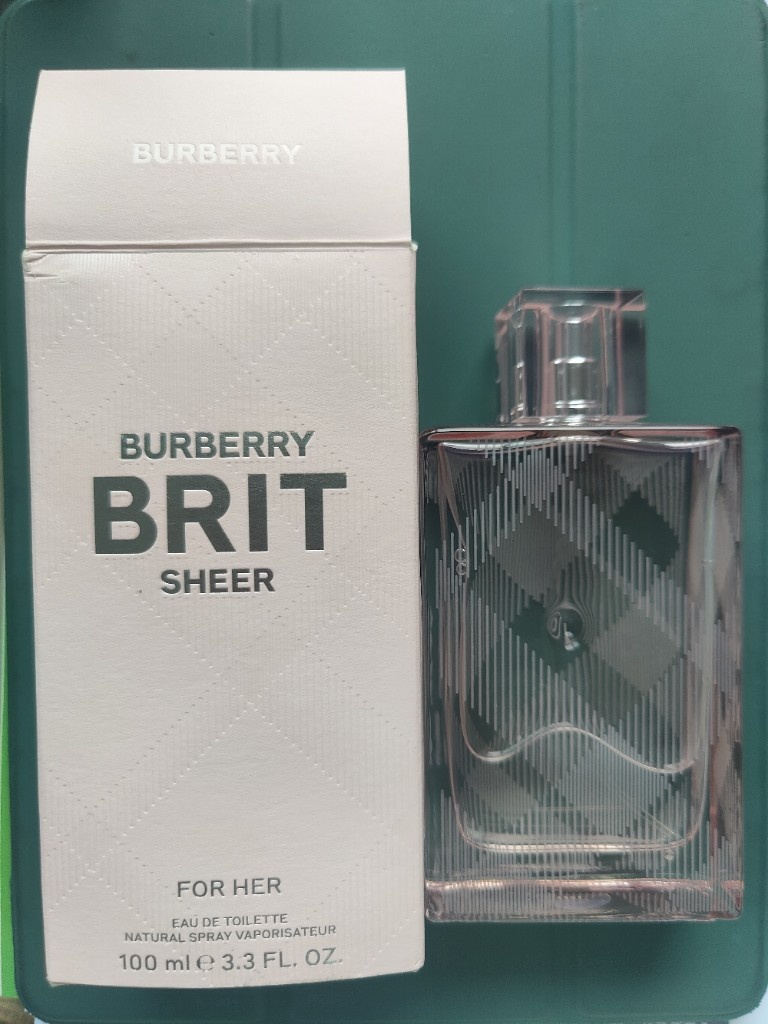 BURBERRY
BURBERRY
BRIT
SHEER
FOR HER
EAU DE TOILETTE
NATURAL SPRAY VAPORISATEUR
100 ml ℮ 3.3 FL. OZ.